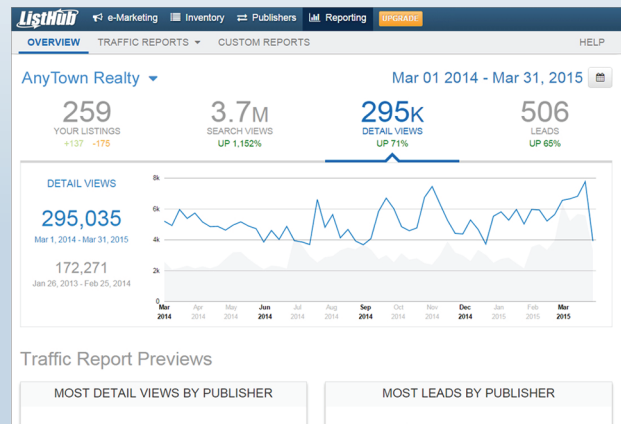 ListHub e-Marketing Inventory Publishers Reporting UPGRADE
OVERVIEW TRAFFIC REPORTS CUSTOM REPORTS HELP
AnyTown Realty Mar 01 2014 - Mar 31, 2015
259 3.7M 295K 506
YOUR LISTINGS SEARCH VIEWS DETAIL VIEWS LEADS
+137 -175 UP 1,152% UP 71% UP 65%
DETAIL VIEWS
295,035
Mar 1, 2014 - Mar 31, 2015
172,271
Jan 26, 2013 - Feb 25, 2014
8k
6k
4k
2k
0
Mar Apr May Jun Jul Aug Sep Oct Nov Dec Jan Feb Mar
2014 2014 2014 2014 2014 2014 2014 2014 2014 2014 2015 2015 2015
Traffic Report Previews
MOST DETAIL VIEWS BY PUBLISHER MOST LEADS BY PUBLISHER